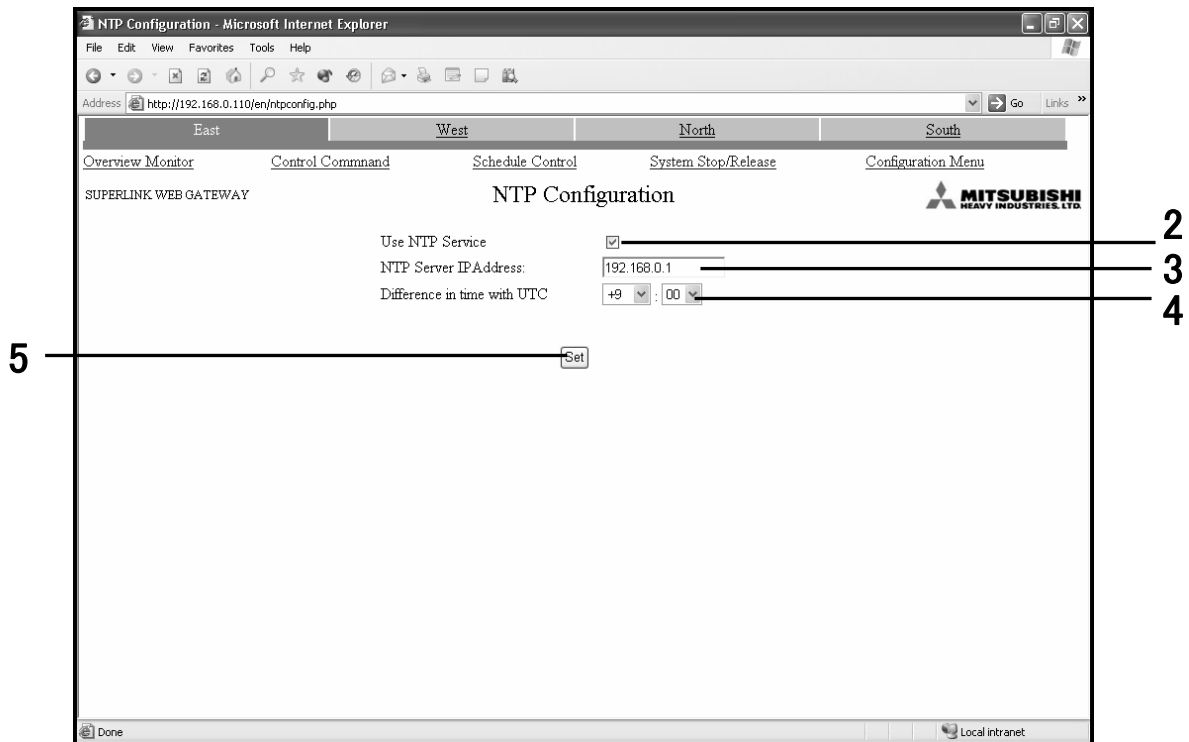 NTP Configuration - Microsoft Internet Explorer
File Edit View Favorites Tools Help
Address http://192.168.0.110/en/ntpconfig.php Go Links »
East West North South
Overview Monitor Control Commnand Schedule Control System Stop/Release Configuration Menu
SUPERLINK WEB GATEWAY NTP Configuration MITSUBISHI
HEAVY INDUSTRIES. LTD.
Use NTP Service 2
NTP Server IPAddress: 192.168.0.1 3
Difference in time with UTC +9 : 00 4
5 Set
Done Local intranet